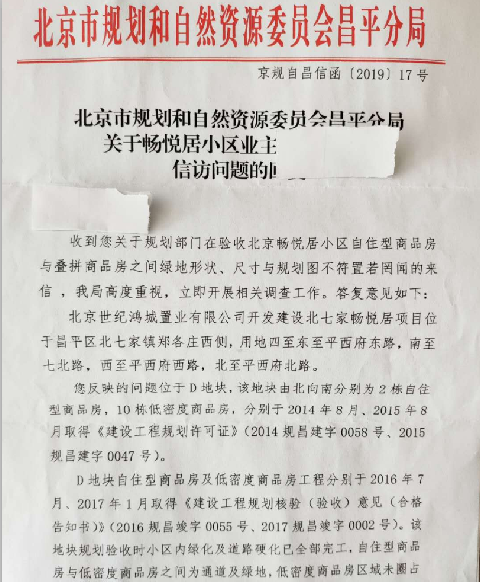 北京市规划和自然资源委员会昌平分局
京规自昌信函〔2019〕17号
北京市规划和自然资源委员会昌平分局
关于畅悦居小区业主
信访问题的
收到您关于规划部门在验收北京畅悦居小区自住型商品房
与叠拼商品房之间绿地形状、尺寸与规划图不符置若罔闻的来
信，我局高度重视，立即开展相关调查工作。答复意见如下：
北京世纪鸿城置业有限公司开发建设北七家畅悦居项目位
于昌平区北七家镇郑各庄西侧，用地四至东至平西府东路，南至
七北路，西至平西府西路，北至平西府北路。
您反映的问题位于D地块，该地块由北向南分别为2栋自住
型商品房，10栋低密度商品房，分别于2014年8月、2015年8
月取得《建设工程规划许可证》（2014规昌建字0058号、2015
规昌建字0047号）。
D地块自住型商品房及低密度商品房工程分别于2016年7
月、2017年1月取得《建设工程规划核验（验收）意见（合格
告知书）》（2016规昌竣字0055号、2017规昌竣字0002号）。该
地块规划验收时小区内绿化及道路硬化已全部完工，自住型商品
房与低密度商品房之间为通道及绿地，低密度商品房区域未圈占